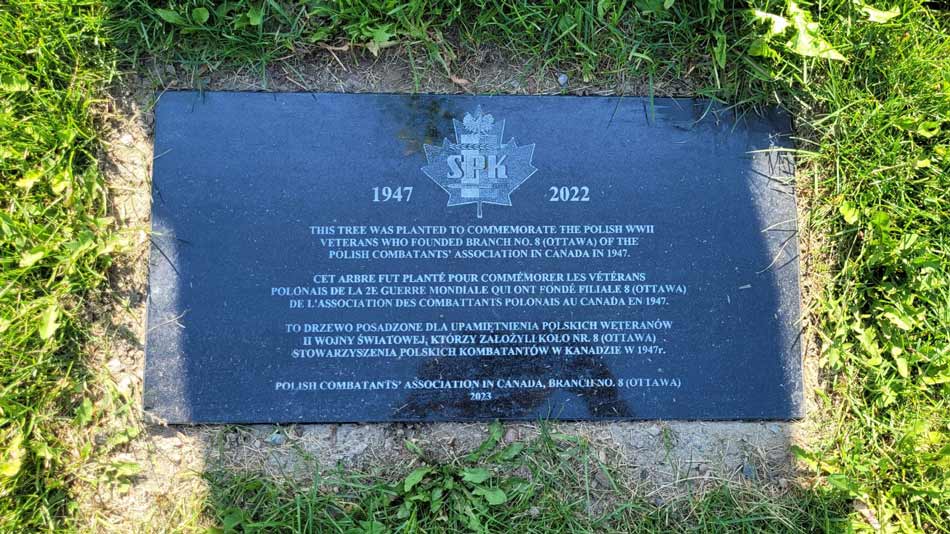 SPK
1947 2022
THIS TREE WAS PLANTED TO COMMEMORATE THE POLISH WWII
VETERANS WHO FOUNDED BRANCH NO. 8 (OTTAWA) OF THE
POLISH COMBATANTS' ASSOCIATION IN CANADA IN 1947.
CET ARBRE FUT PLANTÉ POUR COMMÉMORER LES VÉTÉRANS
POLONAIS DE LA 2E GUERRE MONDIALE QUI ONT FONDÉ FILIALE 8 (OTTAWA)
DE L'ASSOCIATION DES COMBATTANTS POLONAIS AU CANADA EN 1947.
TO DRZEWO POSADZONE DLA UPAMIĘTNIENIA POLSKICH WETERANÓW
II WOJNY ŚWIATOWEJ, KTÓRZY ZAŁOŻYLI KOŁO NR. 8 (OTTAWA)
STOWARZYSZENIA POLSKICH KOMBATANTÓW W KANADZIE W 1947r.
POLISH COMBATANTS' ASSOCIATION IN CANADA, BRANCH NO. 8 (OTTAWA)
2023